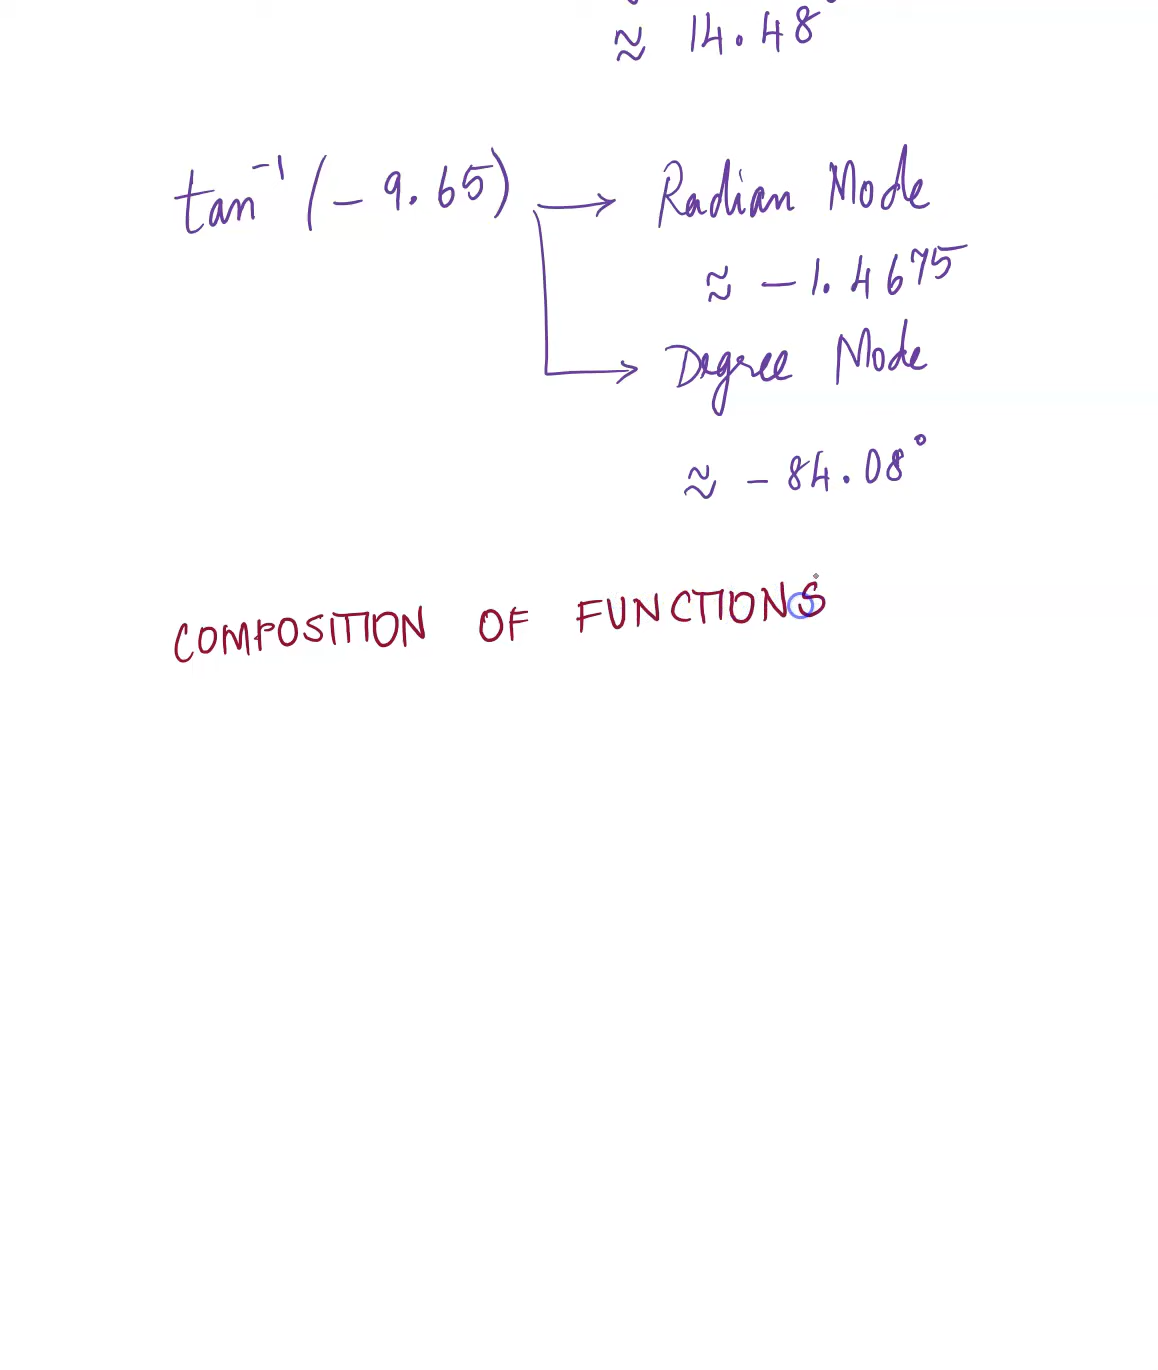 ≈ 14.48°
tan⁻¹(-9.65) → Radian Mode
≈ -1.4675
→ Degree Mode
≈ -84.08°
COMPOSITION OF FUNCTIONS